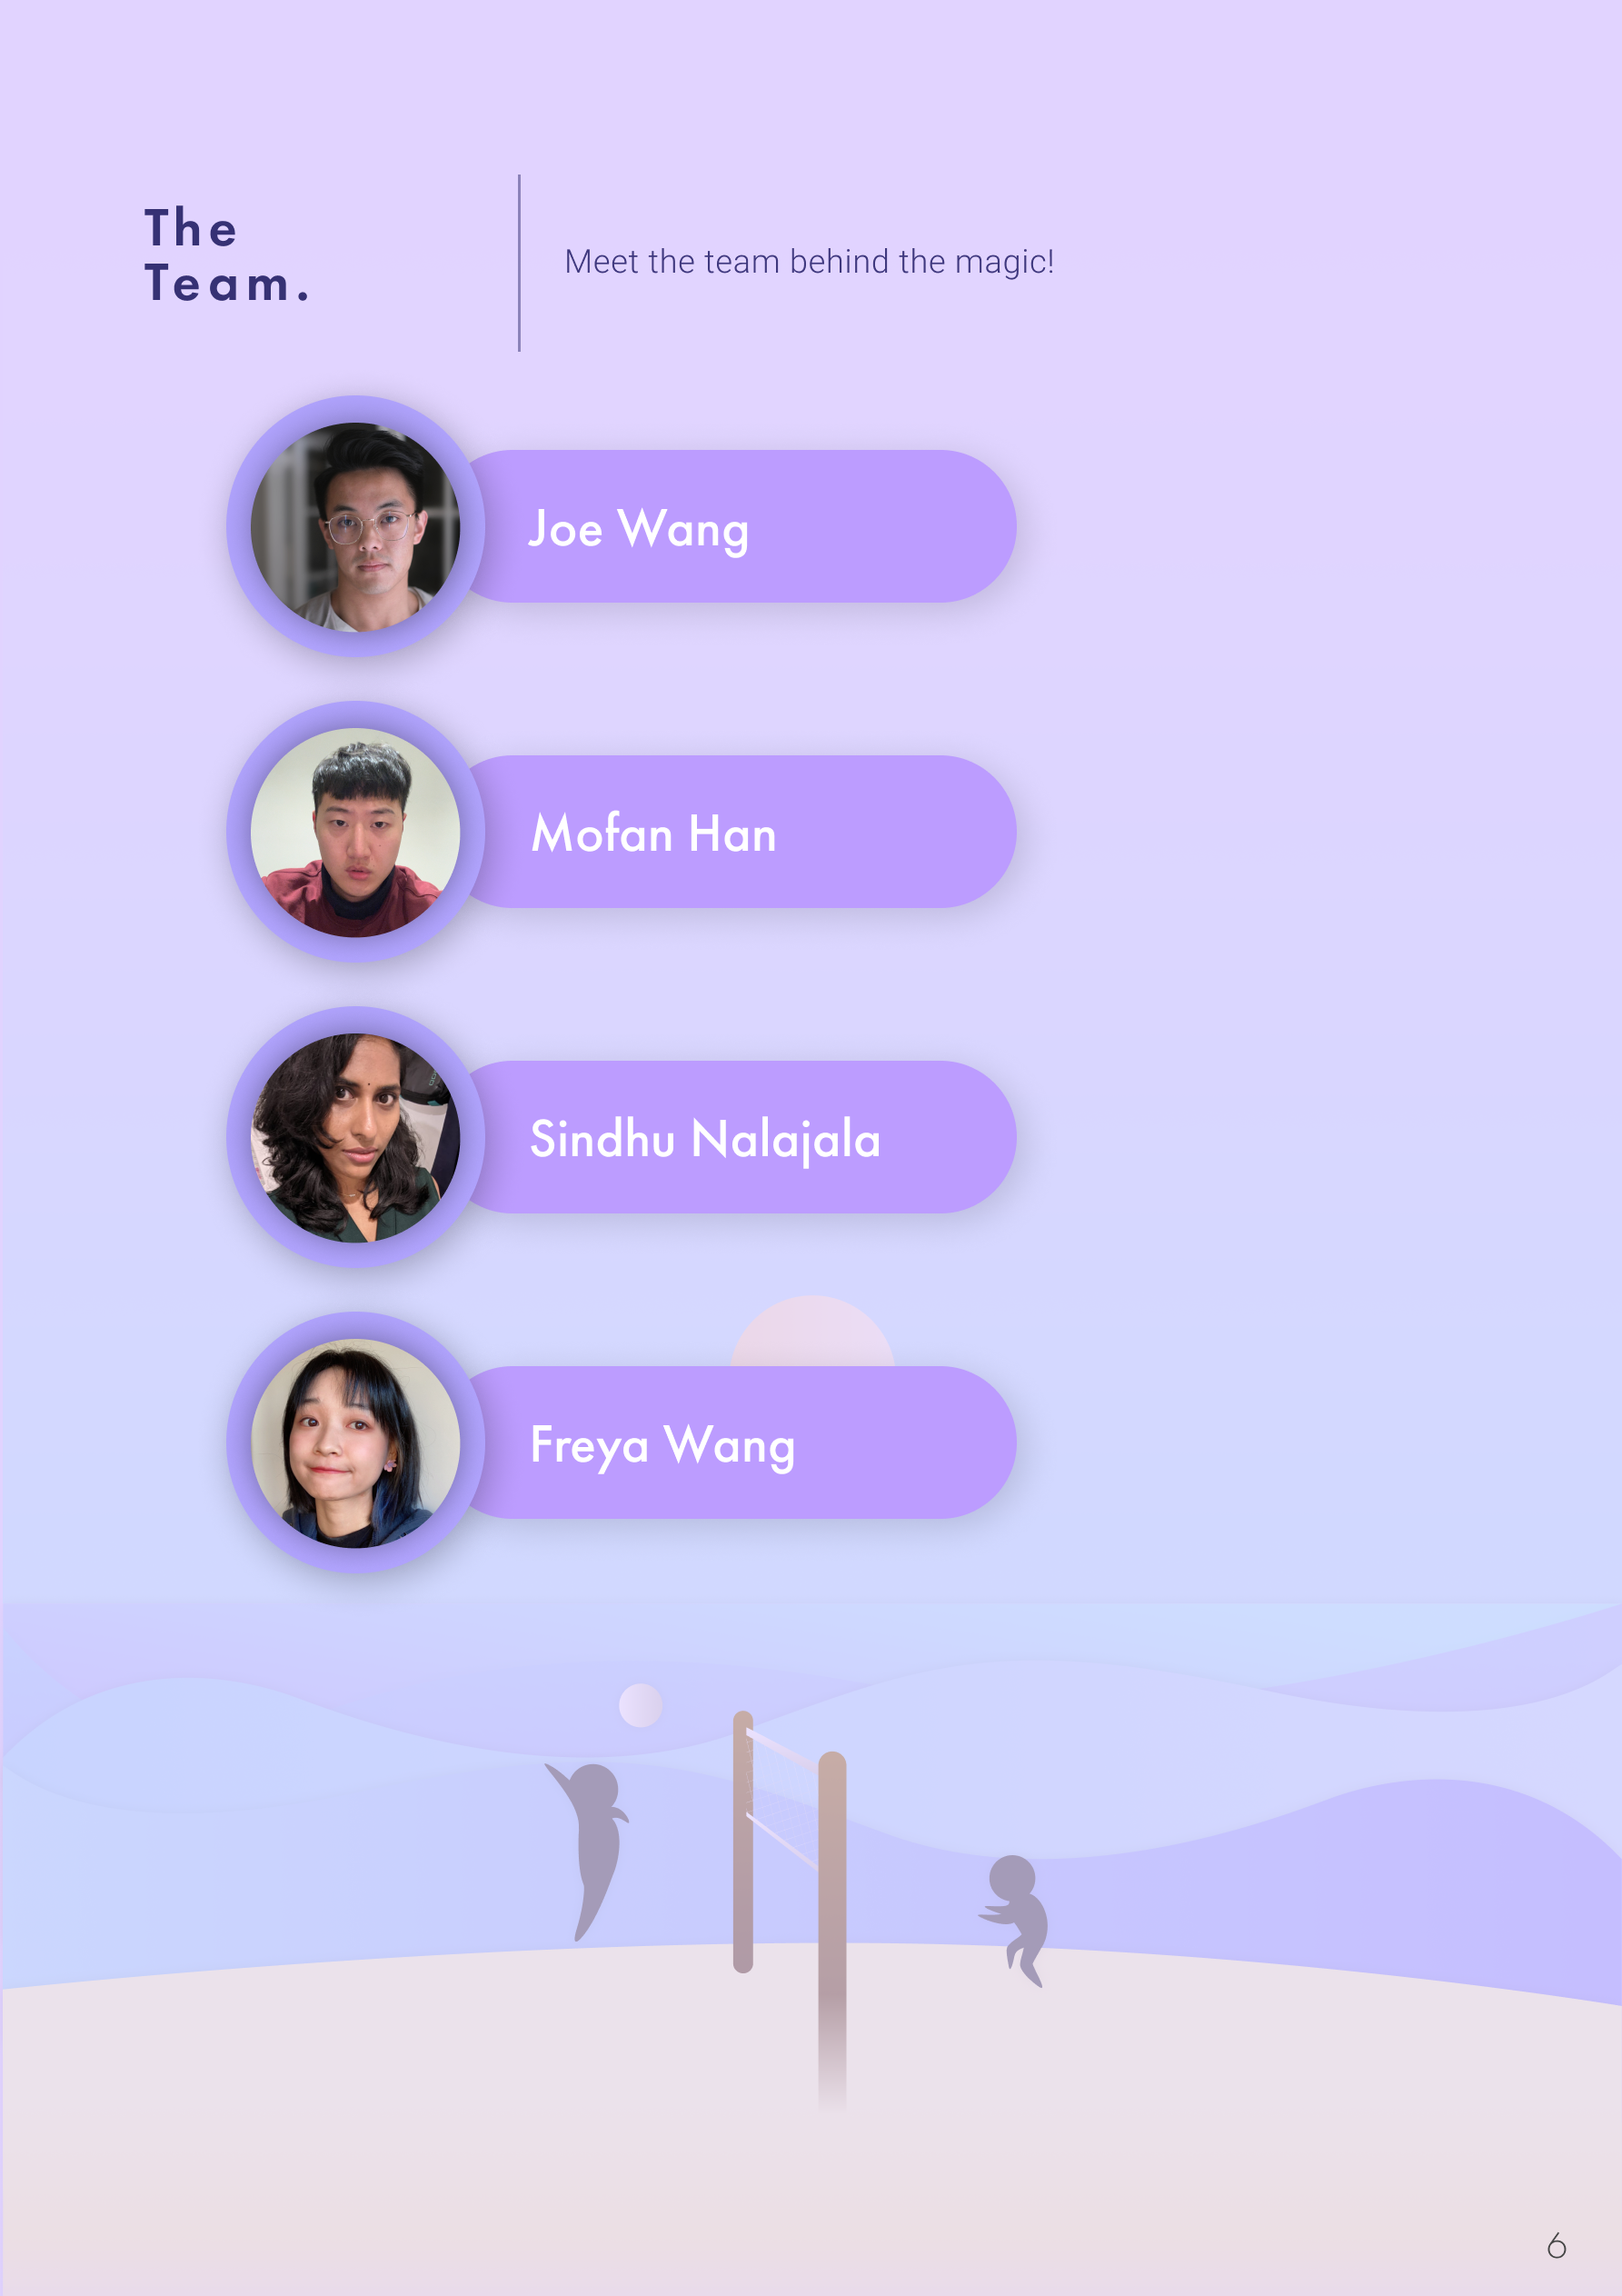 The
Team.
Meet the team behind the magic!
Joe Wang
Mofan Han
Sindhu Nalajala
Freya Wang
6